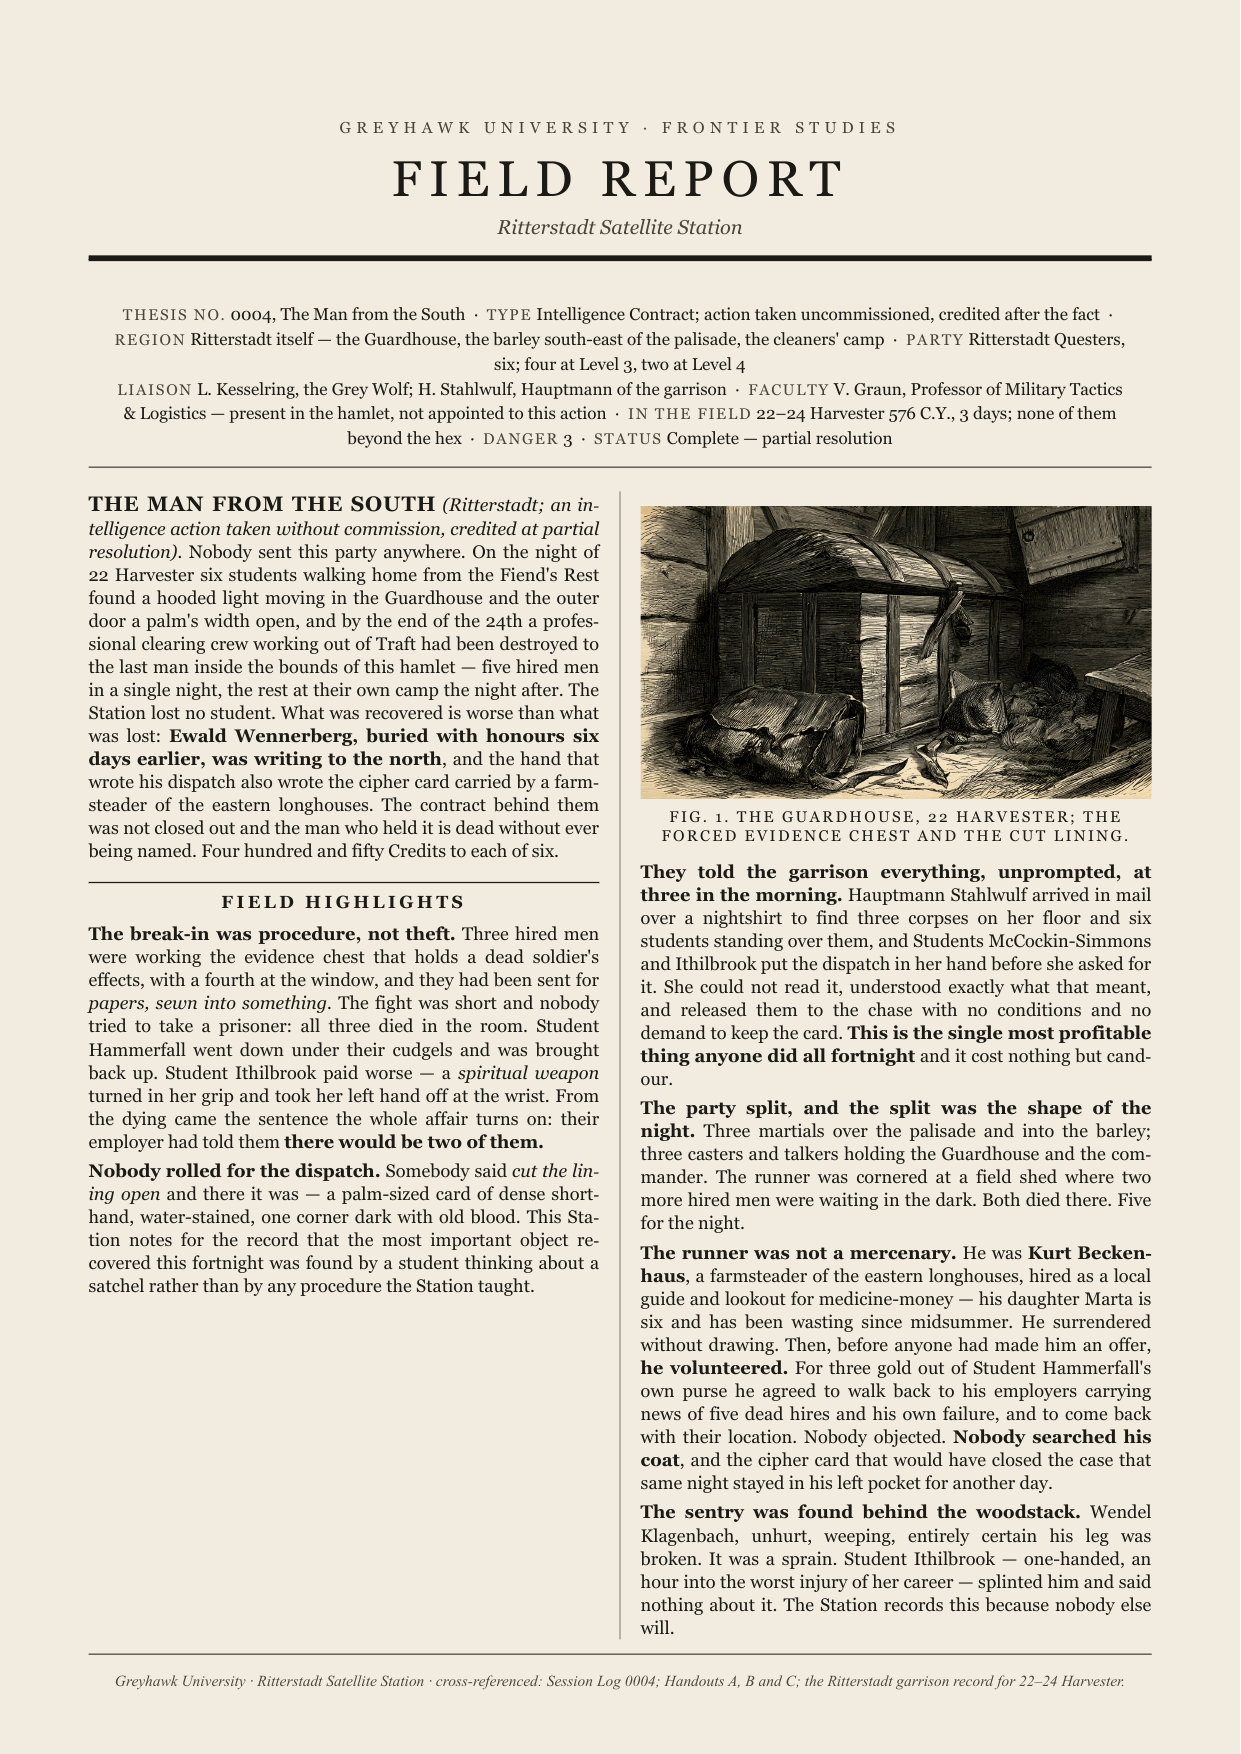 GREYHAWK UNIVERSITY · FRONTIER STUDIES
FIELD REPORT
Ritterstadt Satellite Station
THESIS NO. 0004, The Man from the South · TYPE Intelligence Contract; action taken uncommissioned, credited after the fact ·
REGION Ritterstadt itself — the Guardhouse, the barley south-east of the palisade, the cleaners' camp · PARTY Ritterstadt Questers,
six; four at Level 3, two at Level 4
LIAISON L. Kesselring, the Grey Wolf; H. Stahlwulf, Hauptmann of the garrison · FACULTY V. Graun, Professor of Military Tactics
& Logistics — present in the hamlet, not appointed to this action · IN THE FIELD 22–24 Harvester 576 C.Y., 3 days; none of them
beyond the hex · DANGER 3 · STATUS Complete — partial resolution
THE MAN FROM THE SOUTH (Ritterstadt; an in-
telligence action taken without commission, credited at partial
resolution). Nobody sent this party anywhere. On the night of
22 Harvester six students walking home from the Fiend's Rest
found a hooded light moving in the Guardhouse and the outer
door a palm's width open, and by the end of the 24th a profes-
sional clearing crew working out of Traft had been destroyed to
the last man inside the bounds of this hamlet — five hired men
in a single night, the rest at their own camp the night after. The
Station lost no student. What was recovered is worse than what
was lost: Ewald Wennerberg, buried with honours six
days earlier, was writing to the north, and the hand that
wrote his dispatch also wrote the cipher card carried by a farm-
steader of the eastern longhouses. The contract behind them
was not closed out and the man who held it is dead without ever
being named. Four hundred and fifty Credits to each of six.
FIELD HIGHLIGHTS
The break-in was procedure, not theft. Three hired men
were working the evidence chest that holds a dead soldier's
effects, with a fourth at the window, and they had been sent for
papers, sewn into something. The fight was short and nobody
tried to take a prisoner: all three died in the room. Student
Hammerfall went down under their cudgels and was brought
back up. Student Ithilbrook paid worse — a spiritual weapon
turned in her grip and took her left hand off at the wrist. From
the dying came the sentence the whole affair turns on: their
employer had told them there would be two of them.
Nobody rolled for the dispatch. Somebody said cut the lin-
ing open and there it was — a palm-sized card of dense short-
hand, water-stained, one corner dark with old blood. This Sta-
tion notes for the record that the most important object re-
covered this fortnight was found by a student thinking about a
satchel rather than by any procedure the Station taught.
FIG. 1. THE GUARDHOUSE, 22 HARVESTER; THE
FORCED EVIDENCE CHEST AND THE CUT LINING.
They told the garrison everything, unprompted, at
three in the morning. Hauptmann Stahlwulf arrived in mail
over a nightshirt to find three corpses on her floor and six
students standing over them, and Students McCockin-Simmons
and Ithilbrook put the dispatch in her hand before she asked for
it. She could not read it, understood exactly what that meant,
and released them to the chase with no conditions and no
demand to keep the card. This is the single most profitable
thing anyone did all fortnight and it cost nothing but cand-
our.
The party split, and the split was the shape of the
night. Three martials over the palisade and into the barley;
three casters and talkers holding the Guardhouse and the com-
mander. The runner was cornered at a field shed where two
more hired men were waiting in the dark. Both died there. Five
for the night.
The runner was not a mercenary. He was Kurt Becken-
haus, a farmsteader of the eastern longhouses, hired as a local
guide and lookout for medicine-money — his daughter Marta is
six and has been wasting since midsummer. He surrendered
without drawing. Then, before anyone had made him an offer,
he volunteered. For three gold out of Student Hammerfall's
own purse he agreed to walk back to his employers carrying
news of five dead hires and his own failure, and to come back
with their location. Nobody objected. Nobody searched his
coat, and the cipher card that would have closed the case that
same night stayed in his left pocket for another day.
The sentry was found behind the woodstack. Wendel
Klagenbach, unhurt, weeping, entirely certain his leg was
broken. It was a sprain. Student Ithilbrook — one-handed, an
hour into the worst injury of her career — splinted him and said
nothing about it. The Station records this because nobody else
will.
Greyhawk University · Ritterstadt Satellite Station · cross-referenced: Session Log 0004; Handouts A, B and C; the Ritterstadt garrison record for 22–24 Harvester.